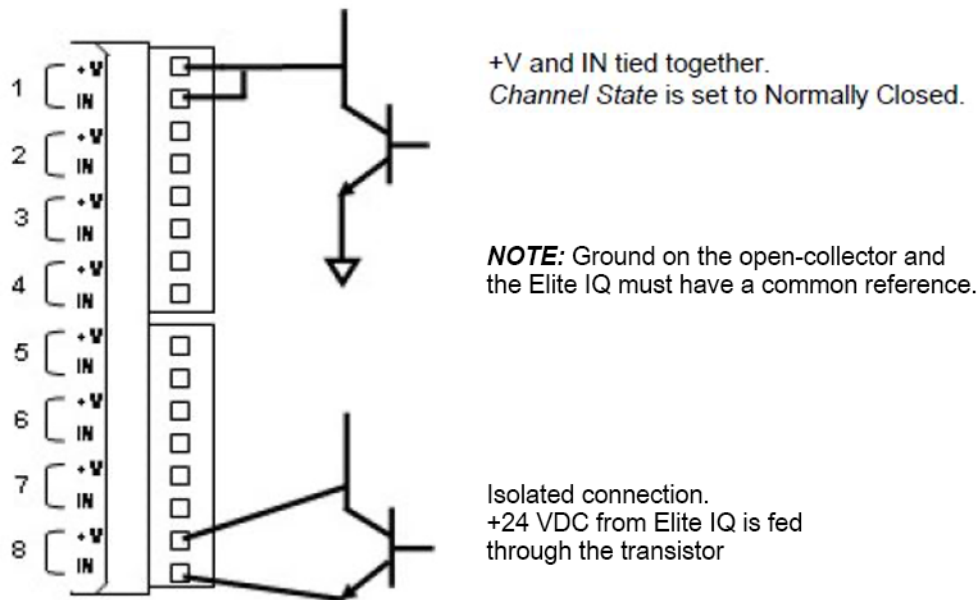 1 +V
IN
2 +V
IN
3 +V
IN
4 +V
IN
5 +V
IN
6 +V
IN
7 +V
IN
8 +V
IN
+V and IN tied together.
Channel State is set to Normally Closed.
NOTE: Ground on the open-collector and
the Elite IQ must have a common reference.
Isolated connection.
+24 VDC from Elite IQ is fed
through the transistor